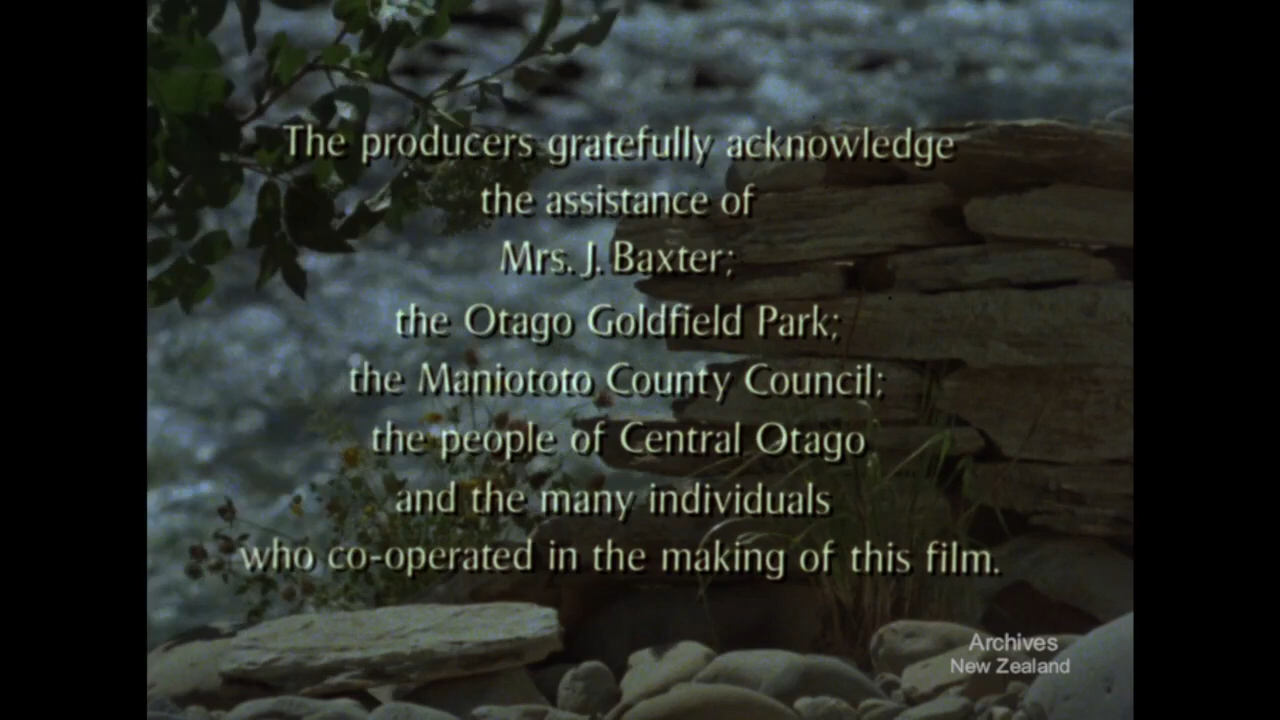 The producers gratefully acknowledge
the assistance of
Mrs. J. Baxter;
the Otago Goldfield Park;
the Maniototo County Council;
the people of Central Otago
and the many individuals
who co-operated in the making of this film.
Archives
New Zealand